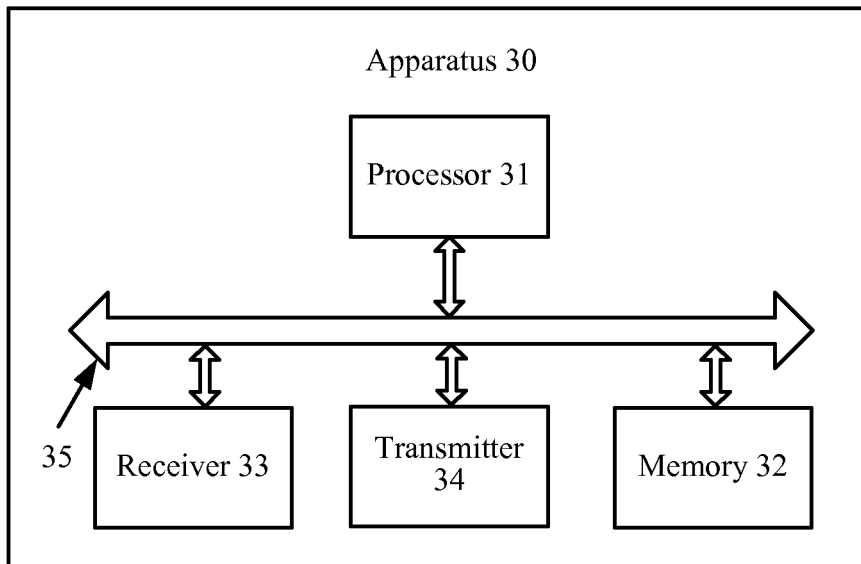 Apparatus 30
Processor 31
35
Receiver 33
Transmitter
34
Memory 32